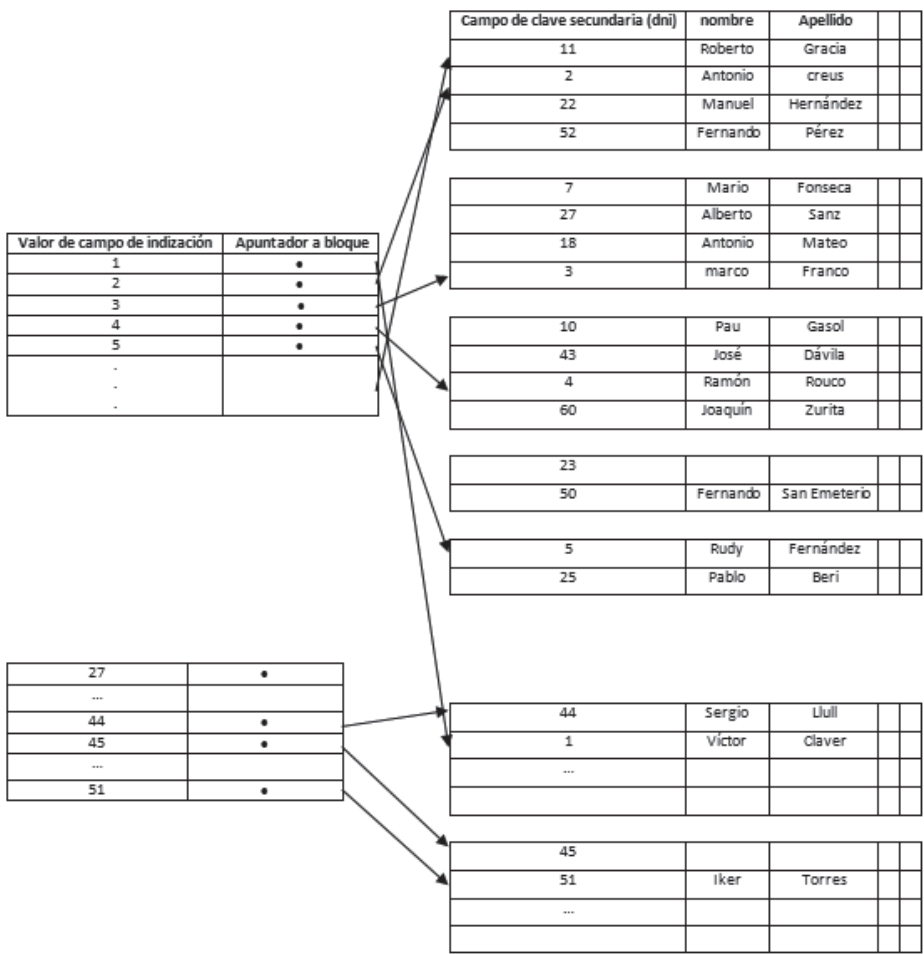 Campo de clave secundaria (dni) nombre Apellido
11 Roberto Gracia
2 Antonio creus
22 Manuel Hernández
52 Fernando Pérez
7 Mario Fonseca
27 Alberto Sanz
18 Antonio Mateo
3 marco Franco
10 Pau Gasol
43 José Dávila
4 Ramón Rouco
60 Joaquín Zurita
23
50 Fernando San Emeterio
5 Rudy Fernández
25 Pablo Beri
44 Sergio Llull
1 Víctor Claver
...
45
51 Iker Torres
...
Valor de campo de indización Apuntador a bloque
1 •
2 •
3 •
4 •
5 •
.
.
.
27 •
...
44 •
45 •
...
51 •